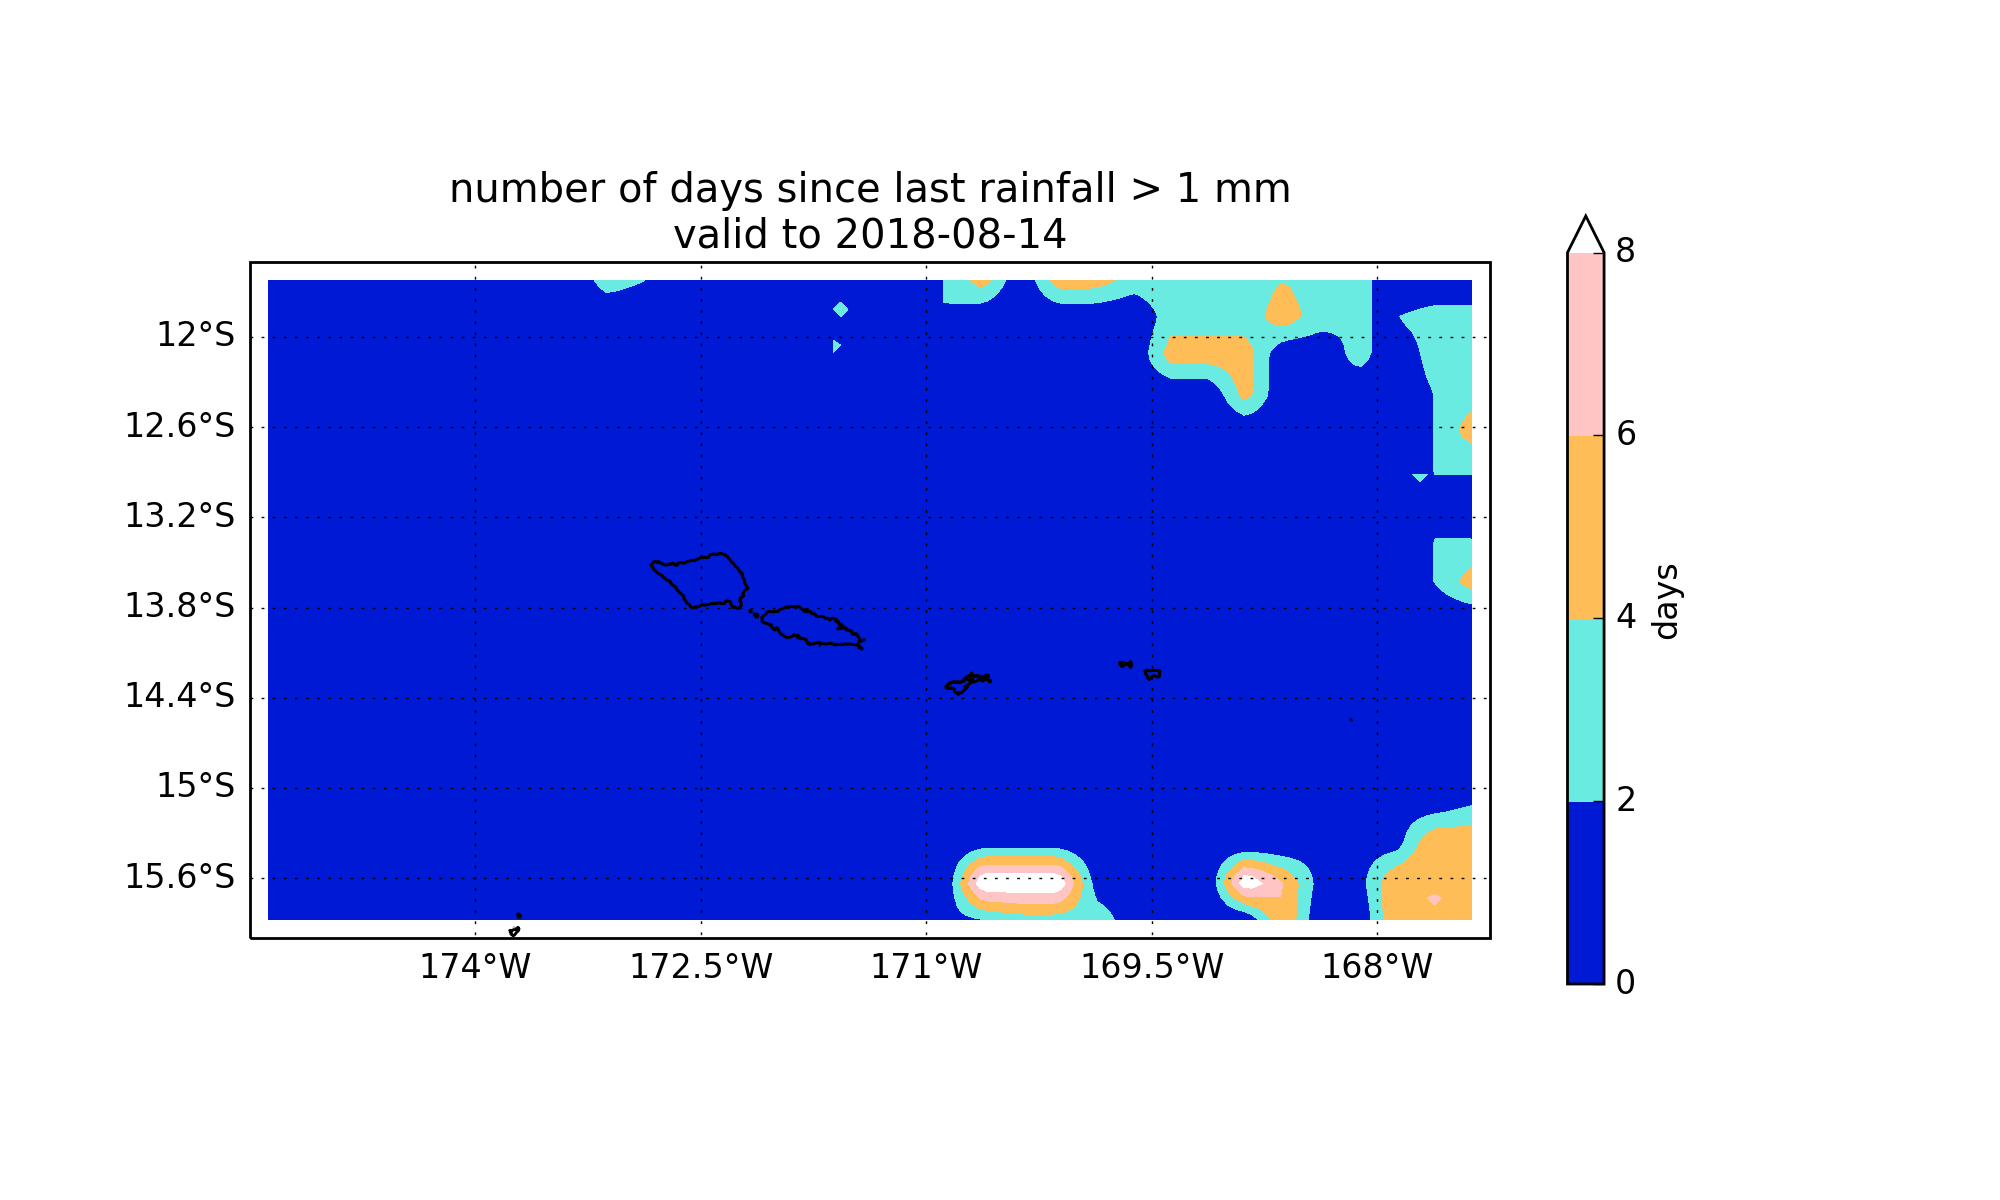 number of days since last rainfall > 1 mm
valid to 2018-08-14
12°S
12.6°S
13.2°S
13.8°S
14.4°S
15°S
15.6°S
174°W
172.5°W
171°W
169.5°W
168°W
8
6
4
2
0
days